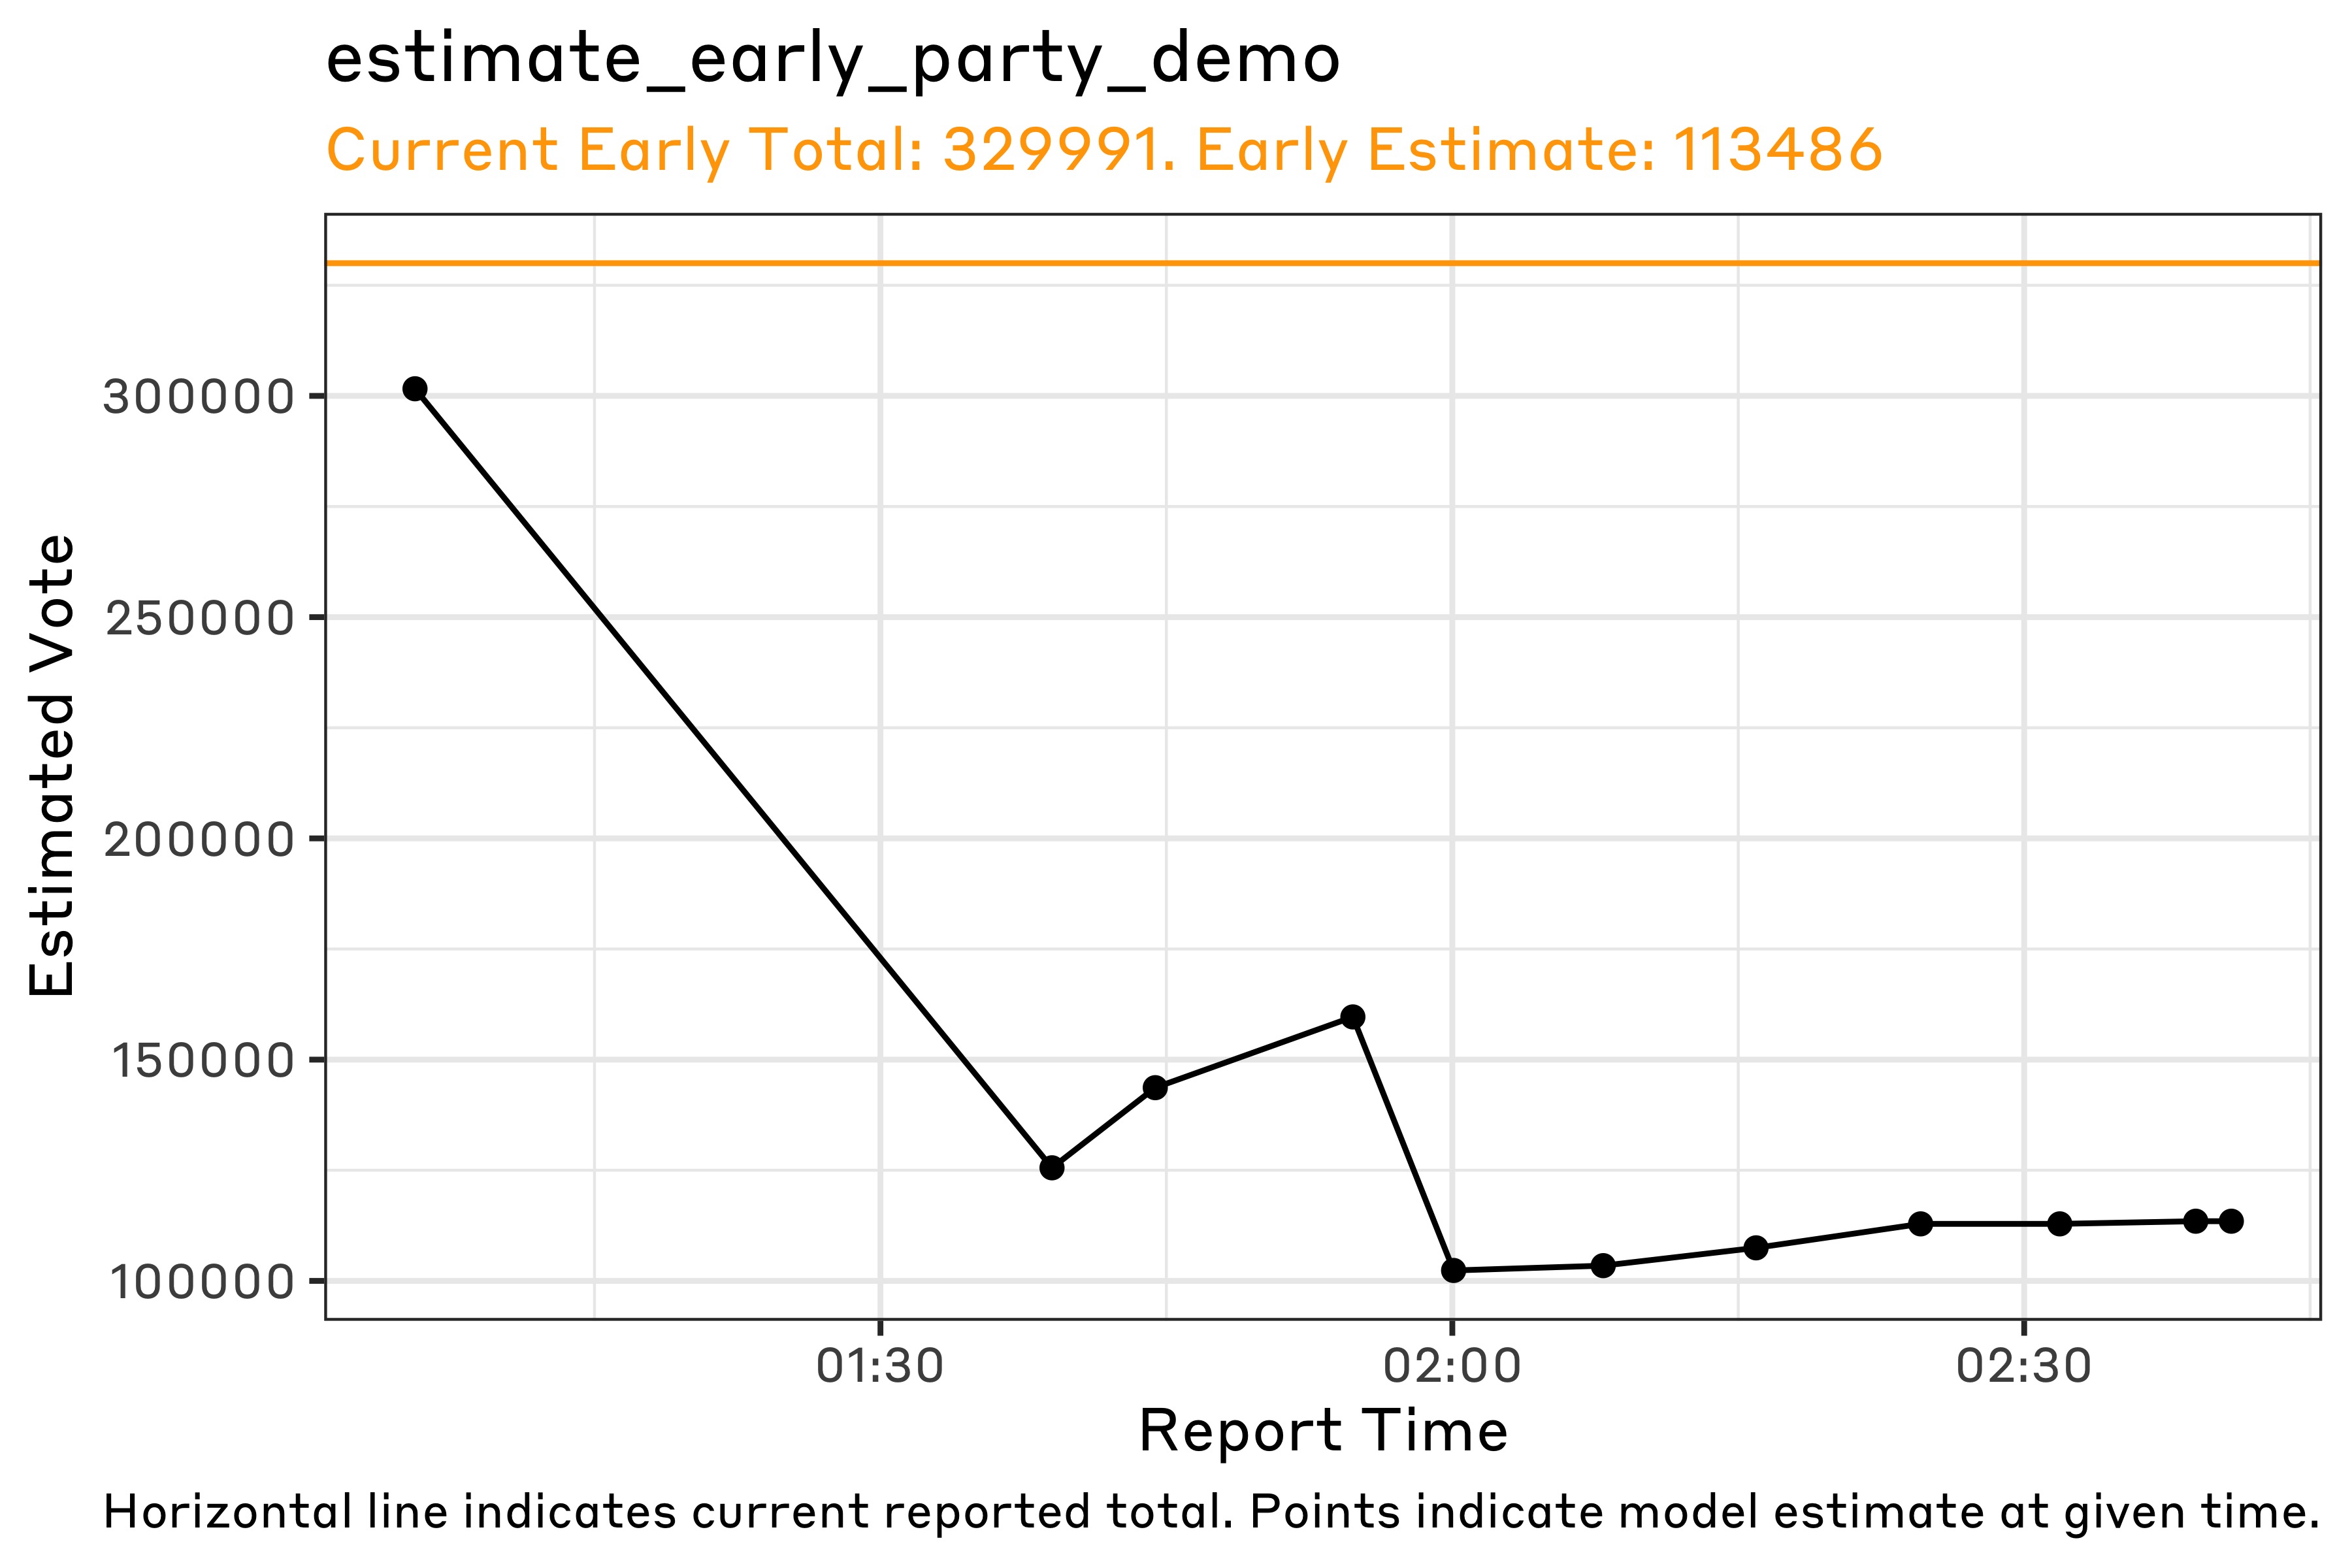 estimate_early_party_demo
Current Early Total: 329991. Early Estimate: 113486
Estimated Vote
300000
250000
200000
150000
100000
01:30 02:00 02:30
Report Time
Horizontal line indicates current reported total. Points indicate model estimate at given time.